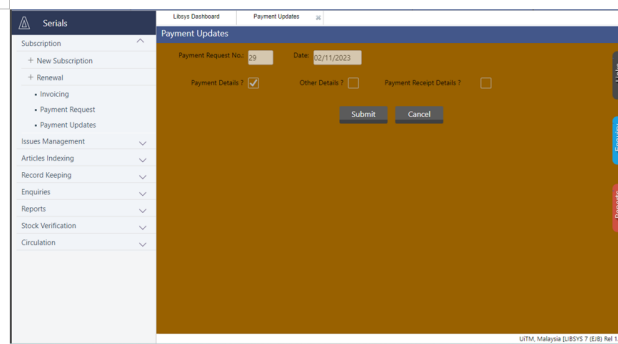 Serials
Libsys Dashboard
Payment Updates
Payment Updates
Subscription
+ New Subscription
+ Renewal
• Invoicing
• Payment Request
• Payment Updates
Issues Management
Articles Indexing
Record Keeping
Enquiries
Reports
Stock Verification
Circulation
Payment Request No.: 29 Date: 02/11/2023
Payment Details ? Other Details ? Payment Receipt Details ?
Submit Cancel
UiTM, Malaysia [LIBSYS 7 (EJB) Rel 1.